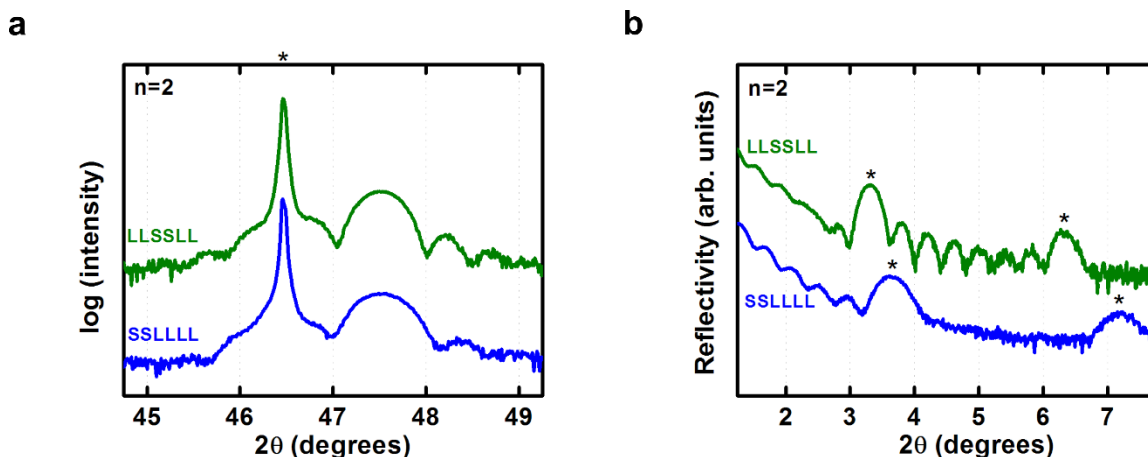 a
*
n=2
LLSSLL
SSLLLL
log (intensity)
45 46 47 48 49
2θ (degrees)
b
n=2
LLSSLL
*
*
SSLLLL
*
*
Reflectivity (arb. units)
2 3 4 5 6 7
2θ (degrees)